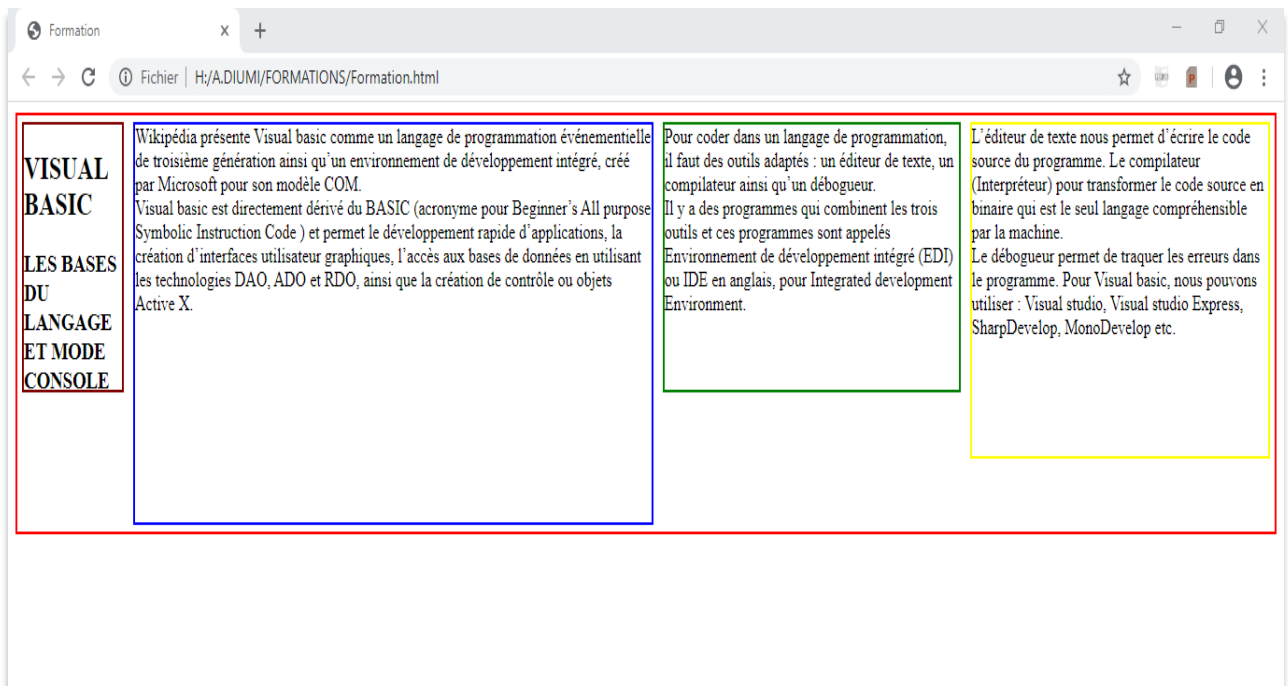 Formation
Fichier
H:/A.DIUMI/FORMATIONS/Formation.html
VISUAL
BASIC
LES BASES
DU
LANGAGE
ET MODE
CONSOLE
Wikipédia présente Visual basic comme un langage de programmation événementielle
de troisième génération ainsi qu’un environnement de développement intégré, créé
par Microsoft pour son modèle COM.
Visual basic est directement dérivé du BASIC (acronyme pour Beginner’s All purpose
Symbolic Instruction Code ) et permet le développement rapide d’applications, la
création d’interfaces utilisateur graphiques, l’accès aux bases de données en utilisant
les technologies DAO, ADO et RDO, ainsi que la création de contrôle ou objets
Active X.
Pour coder dans un langage de programmation,
il faut des outils adaptés : un éditeur de texte, un
compilateur ainsi qu’un débogueur.
Il y a des programmes qui combinent les trois
outils et ces programmes sont appelés
Environnement de développement intégré (EDI)
ou IDE en anglais, pour Integrated development
Environment.
L’éditeur de texte nous permet d’écrire le code
source du programme. Le compilateur
(Interpréteur) pour transformer le code source en
binaire qui est le seul langage compréhensible
par la machine.
Le débogueur permet de traquer les erreurs dans
le programme. Pour Visual basic, nous pouvons
utiliser : Visual studio, Visual studio Express,
SharpDevelop, MonoDevelop etc.